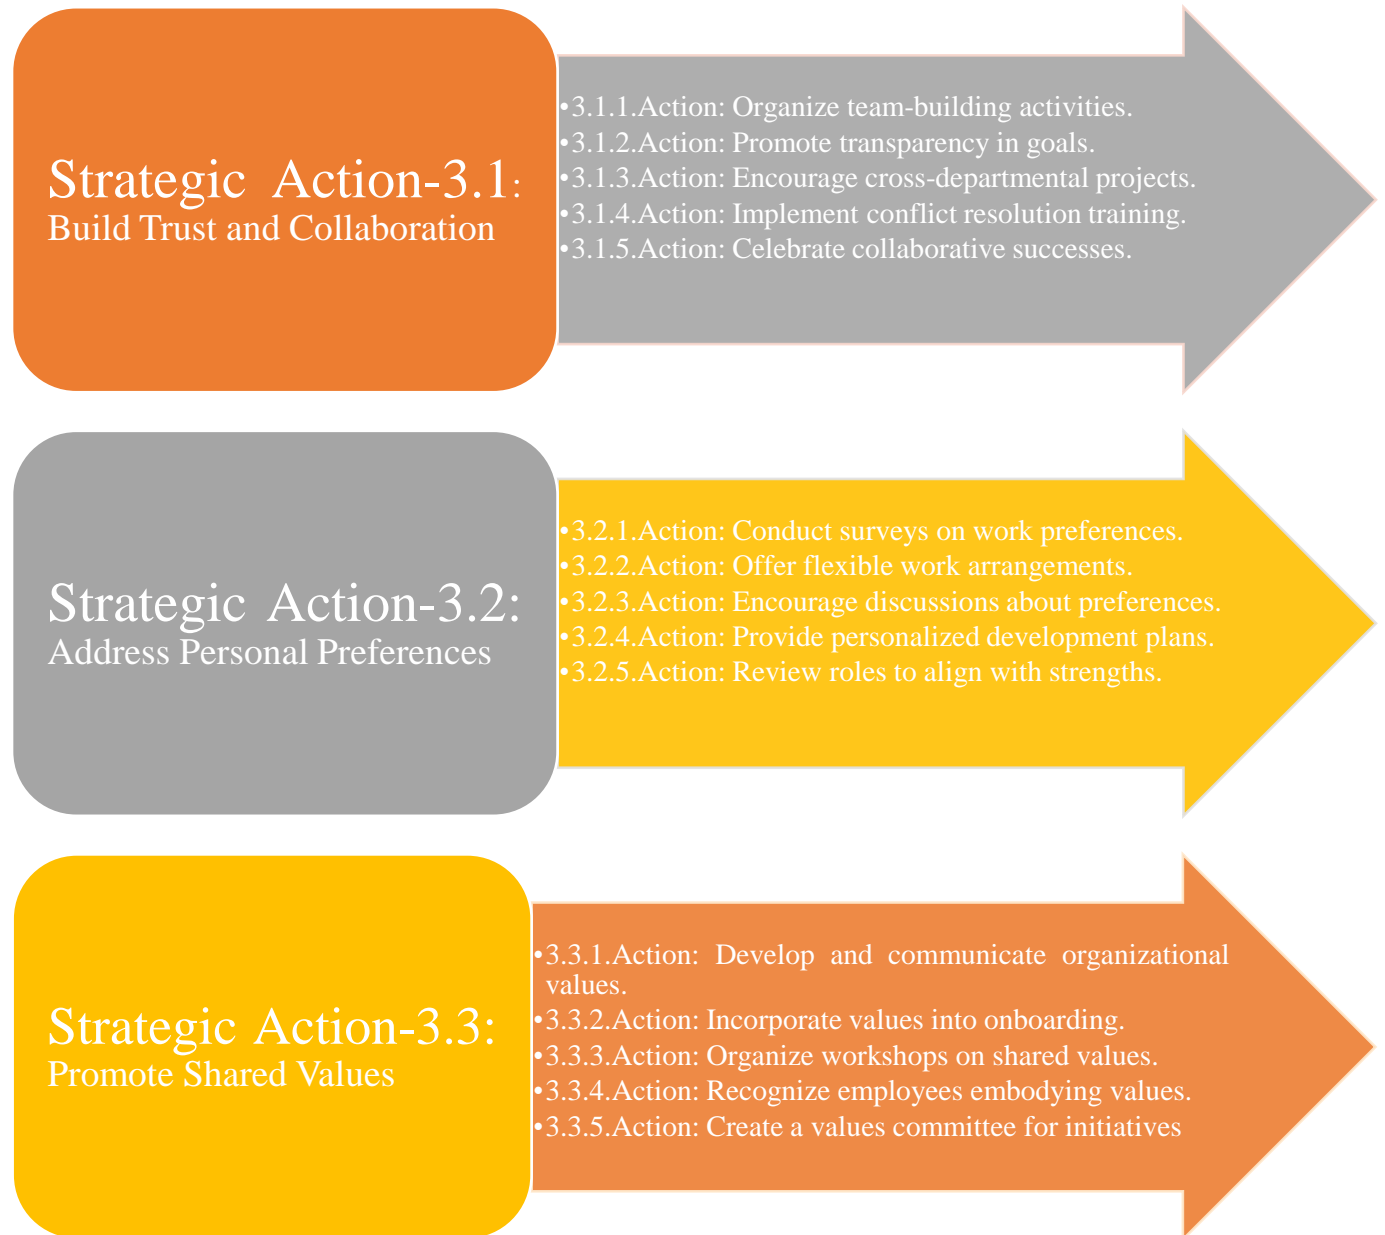 Strategic Action-3.1:
Build Trust and Collaboration
•3.1.1.Action: Organize team-building activities.
•3.1.2.Action: Promote transparency in goals.
•3.1.3.Action: Encourage cross-departmental projects.
•3.1.4.Action: Implement conflict resolution training.
•3.1.5.Action: Celebrate collaborative successes.
Strategic Action-3.2:
Address Personal Preferences
•3.2.1.Action: Conduct surveys on work preferences.
•3.2.2.Action: Offer flexible work arrangements.
•3.2.3.Action: Encourage discussions about preferences.
•3.2.4.Action: Provide personalized development plans.
•3.2.5.Action: Review roles to align with strengths.
Strategic Action-3.3:
Promote Shared Values
•3.3.1.Action: Develop and communicate organizational
values.
•3.3.2.Action: Incorporate values into onboarding.
•3.3.3.Action: Organize workshops on shared values.
•3.3.4.Action: Recognize employees embodying values.
•3.3.5.Action: Create a values committee for initiatives